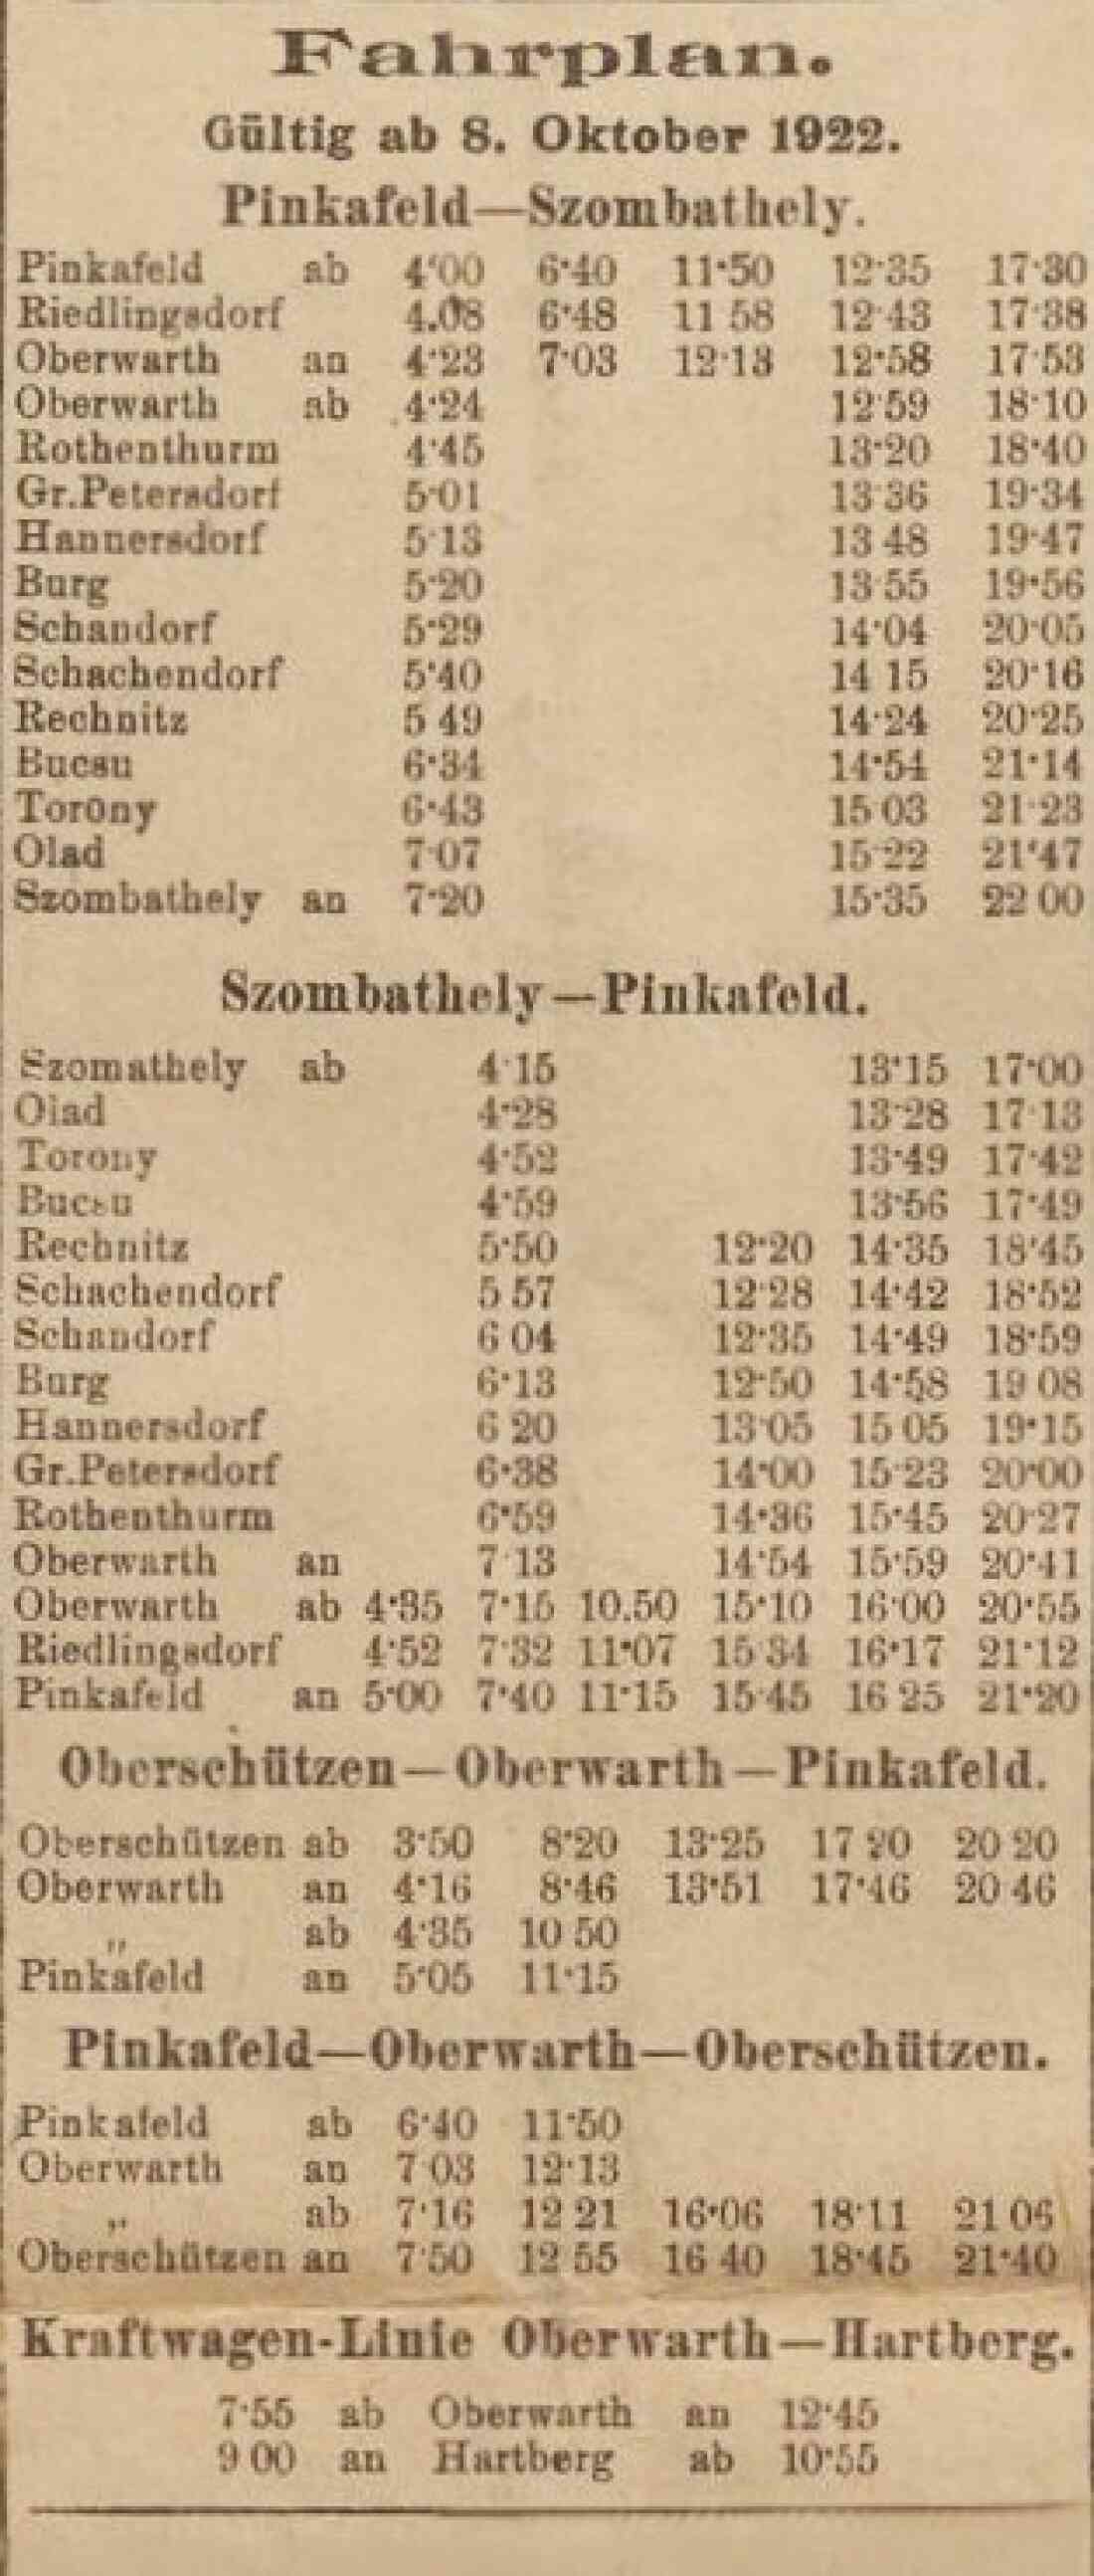 Fahrplan.
Gültig ab 8. Oktober 1922.
Pinkafeld—Szombathely.
Pinkafeld ab 4·00 6·40 11·50 12·35 17·30
Riedlingsdorf 4.08 6·48 11 58 12·43 17·38
Oberwarth an 4·23 7·03 12·13 12·58 17·53
Oberwarth ab 4·24 12·59 18·10
Rothenthurm 4·45 13·20 18·40
Gr.Petersdorf 5·01 13·36 19·34
Hannersdorf 5·13 13 48 19·47
Burg 5·20 13·55 19·56
Schandorf 5·29 14·04 20·05
Schachendorf 5·40 14 15 20·16
Rechnitz 5 49 14·24 20·25
Bucsu 6·34 14·54 21·14
Torony 6·43 15 03 21·23
Olad 7·07 15·22 21·47
Szombathely an 7·20 15·35 22 00
Szombathely—Pinkafeld.
Szomathely ab 4·15 13·15 17·00
Olad 4·28 13·28 17·13
Torony 4·52 13·49 17·42
Bucsu 4·59 13·56 17·49
Rechnitz 5·50 12·20 14·35 18·45
Schachendorf 5 57 12·28 14·42 18·52
Schandorf 6 04 12·35 14·49 18·59
Burg 6·13 12·50 14·58 19 08
Hannersdorf 6 20 13·05 15 05 19·15
Gr.Petersdorf 6·38 14·00 15·23 20·00
Rothenthurm 6·59 14·36 15·45 20·27
Oberwarth an 7·13 14·54 15·59 20·41
Oberwarth ab 4·35 7·15 10.50 15·10 16·00 20·55
Riedlingsdorf 4·52 7·32 11·07 15·34 16·17 21·12
Pinkafeld an 5·00 7·40 11·15 15·45 16 25 21·20
Oberschützen—Oberwarth—Pinkafeld.
Oberschützen ab 3·50 8·20 13·25 17 20 20 20
Oberwarth an 4·16 8·46 13·51 17·46 20 46
„ ab 4·35 10 50
Pinkafeld an 5·05 11·15
Pinkafeld—Oberwarth—Oberschützen.
Pinkafeld ab 6·40 11·50
Oberwarth an 7 03 12·13
„ ab 7·16 12 21 16·06 18·11 21 06
Oberschützen an 7·50 12 55 16 40 18·45 21·40
Kraftwagen-Linie Oberwarth—Hartberg.
7·55 ab Oberwarth an 12·45
9 00 an Hartberg ab 10·55